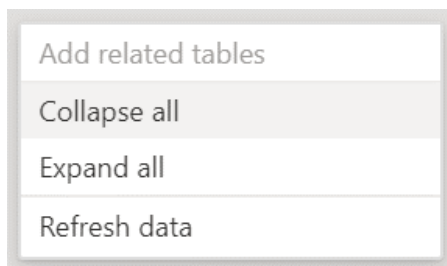 Add related tables
Collapse all
Expand all
Refresh data